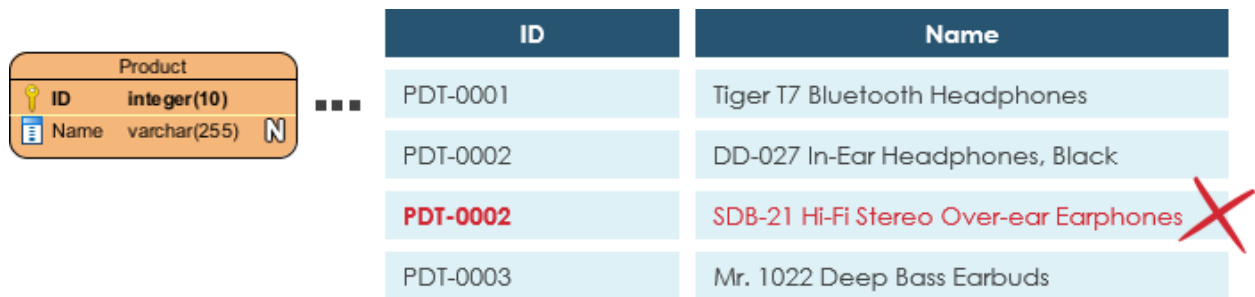 Product
ID integer(10)
Name varchar(255) N
ID Name
PDT-0001 Tiger T7 Bluetooth Headphones
PDT-0002 DD-027 In-Ear Headphones, Black
PDT-0002 SDB-21 Hi-Fi Stereo Over-ear Earphones
PDT-0003 Mr. 1022 Deep Bass Earbuds